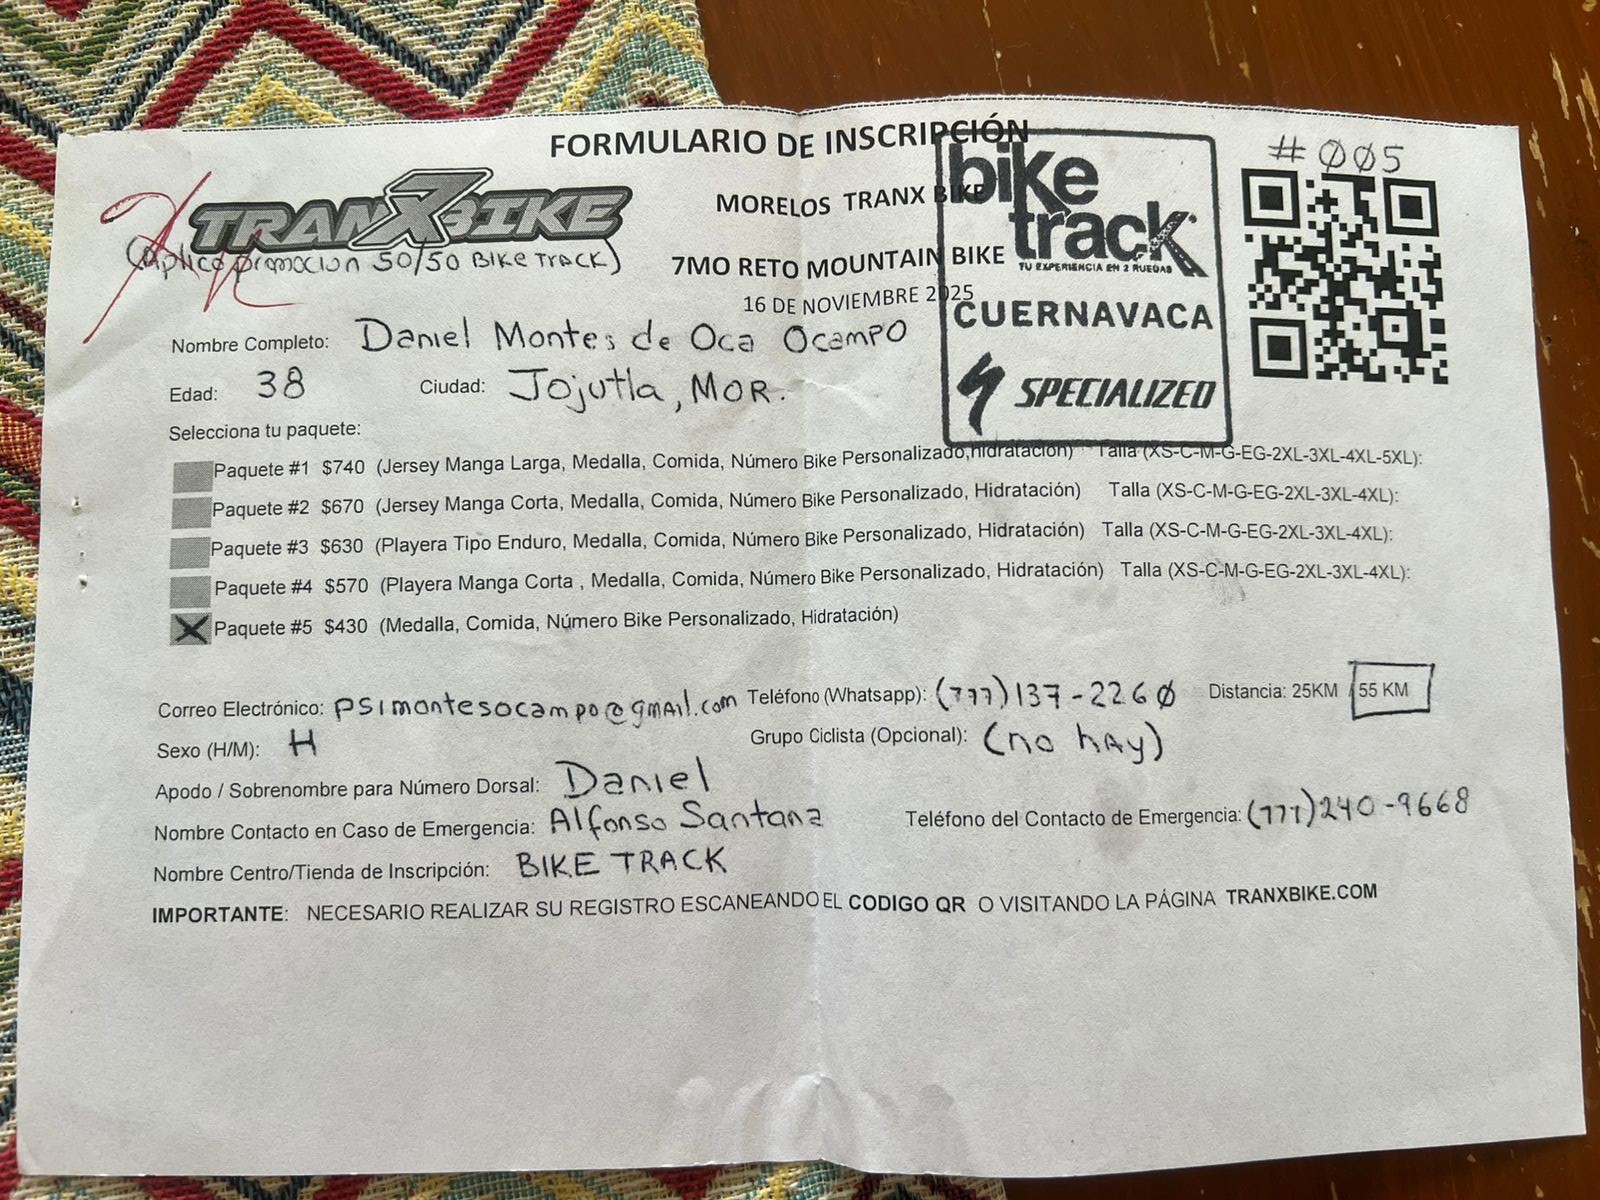 FORMULARIO DE INSCRIPCIÓN
#005
TRANXBIKE
(Aplico promocion 50/50 BIKE TRACK)
MORELOS TRANX BIKE
7MO RETO MOUNTAIN BIKE
16 DE NOVIEMBRE 2025
bike
track
TU EXPERIENCIA EN 2 RUEDAS
CUERNAVACA
SPECIALIZED
Nombre Completo: Daniel Montes de Oca Ocampo
Edad: 38 Ciudad: Jojutla, MOR.
Selecciona tu paquete:
Paquete #1 $740 (Jersey Manga Larga, Medalla, Comida, Número Bike Personalizado,hidratación) Talla (XS-C-M-G-EG-2XL-3XL-4XL-5XL):
Paquete #2 $670 (Jersey Manga Corta, Medalla, Comida, Número Bike Personalizado, Hidratación) Talla (XS-C-M-G-EG-2XL-3XL-4XL):
Paquete #3 $630 (Playera Tipo Enduro, Medalla, Comida, Número Bike Personalizado, Hidratación) Talla (XS-C-M-G-EG-2XL-3XL-4XL):
Paquete #4 $570 (Playera Manga Corta , Medalla, Comida, Número Bike Personalizado, Hidratación) Talla (XS-C-M-G-EG-2XL-3XL-4XL):
X Paquete #5 $430 (Medalla, Comida, Número Bike Personalizado, Hidratación)
Correo Electrónico: psimontesocampo@gmail.com Teléfono (Whatsapp): (777)137-2260 Distancia: 25KM / 55 KM
Sexo (H/M): H Grupo Ciclista (Opcional): (no hay)
Apodo / Sobrenombre para Número Dorsal: Daniel
Nombre Contacto en Caso de Emergencia: Alfonso Santana Teléfono del Contacto de Emergencia: (777)240-9668
Nombre Centro/Tienda de Inscripción: BIKE TRACK
IMPORTANTE: NECESARIO REALIZAR SU REGISTRO ESCANEANDO EL CODIGO QR O VISITANDO LA PÁGINA TRANXBIKE.COM